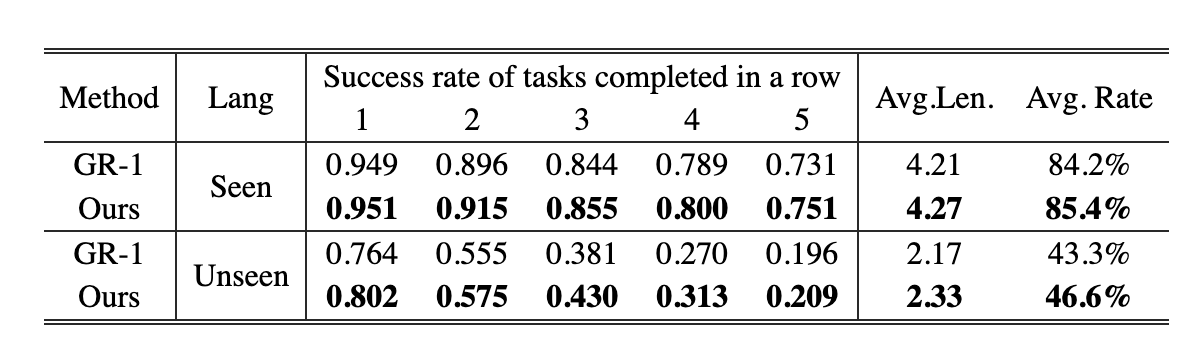 Method Lang Success rate of tasks completed in a row Avg.Len. Avg. Rate
1 2 3 4 5
GR-1 Seen 0.949 0.896 0.844 0.789 0.731 4.21 84.2%
Ours 0.951 0.915 0.855 0.800 0.751 4.27 85.4%
GR-1 Unseen 0.764 0.555 0.381 0.270 0.196 2.17 43.3%
Ours 0.802 0.575 0.430 0.313 0.209 2.33 46.6%